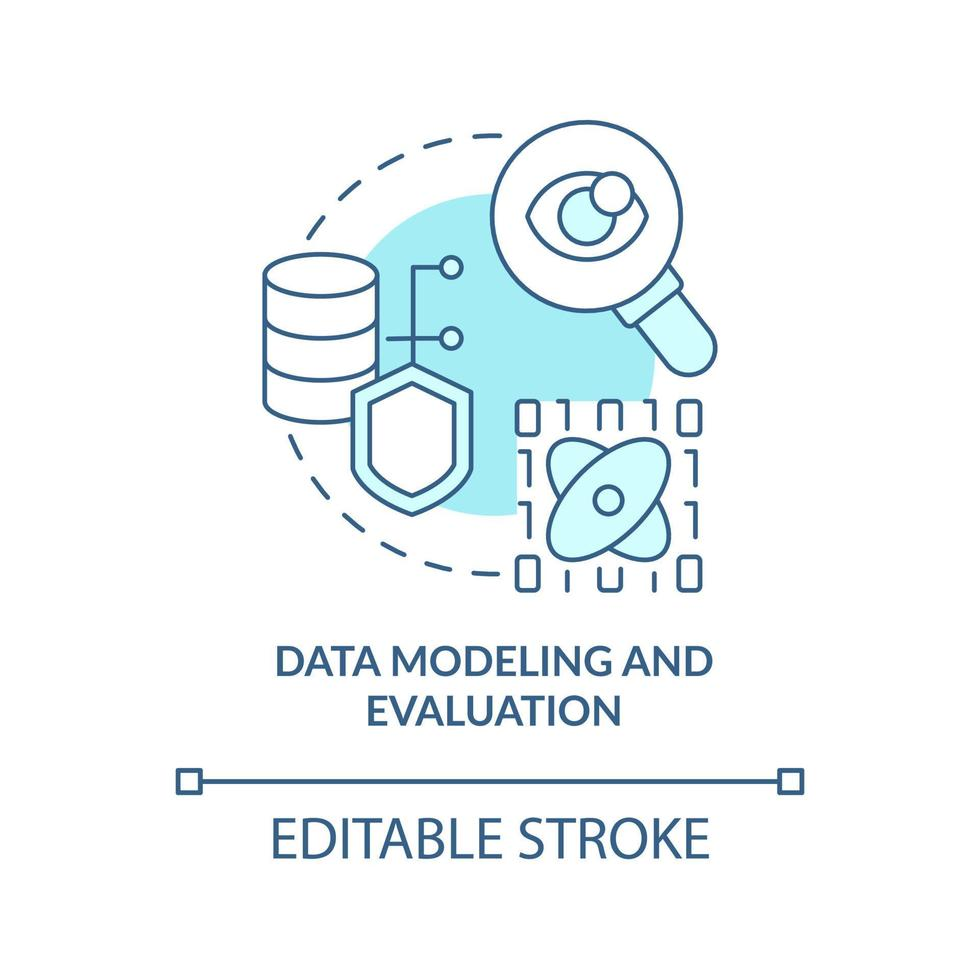 DATA MODELING AND
EVALUATION
EDITABLE STROKE